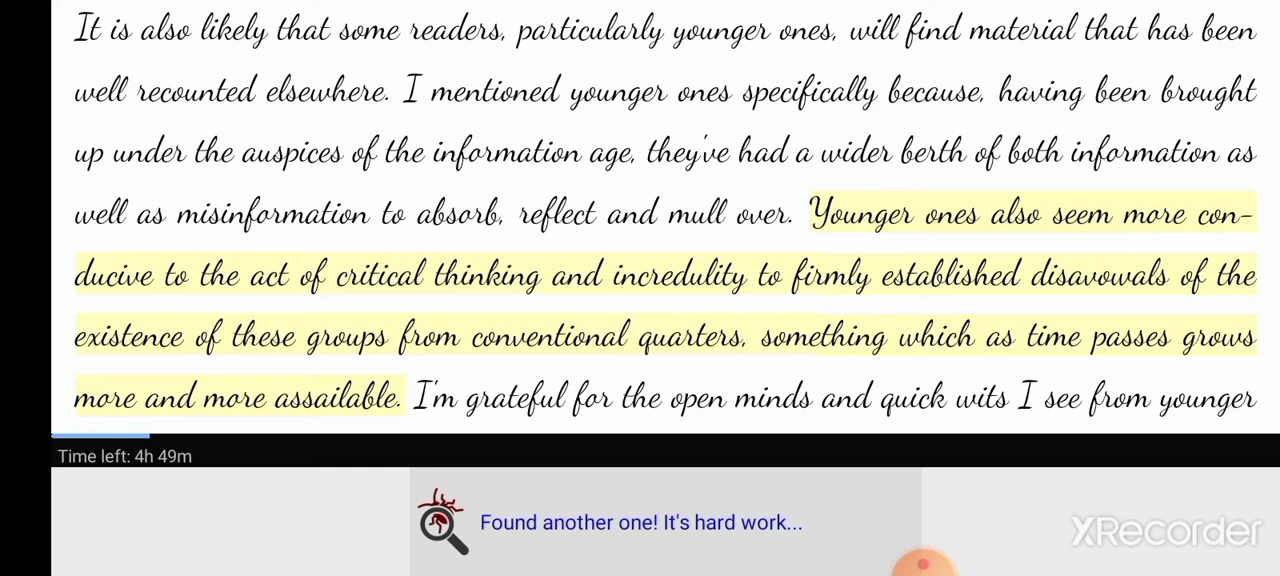 It is also likely that some readers, particularly younger ones, will find material that has been
well recounted elsewhere. I mentioned younger ones specifically because, having been brought
up under the auspices of the information age, they've had a wider berth of both information as
well as misinformation to absorb, reflect and mull over. Younger ones also seem more con-
ducive to the act of critical thinking and incredulity to firmly established disavowals of the
existence of these groups from conventional quarters, something which as time passes grows
more and more assailable. I'm grateful for the open minds and quick wits I see from younger
Time left: 4h 49m
Found another one! It's hard work...
XRecorder